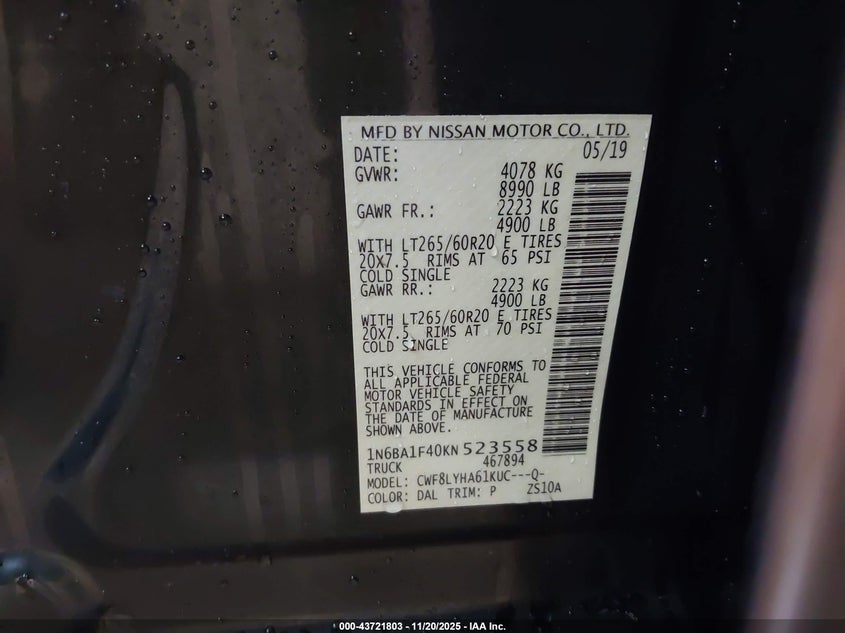 MFD BY NISSAN MOTOR CO., LTD.
DATE: 05/19
GVWR: 4078 KG
8990 LB
GAWR FR.: 2223 KG
4900 LB
WITH LT265/60R20 E TIRES
20X7.5 RIMS AT 65 PSI
COLD SINGLE
GAWR RR.: 2223 KG
4900 LB
WITH LT265/60R20 E TIRES
20X7.5 RIMS AT 70 PSI
COLD SINGLE
THIS VEHICLE CONFORMS TO
ALL APPLICABLE FEDERAL
MOTOR VEHICLE SAFETY
STANDARDS IN EFFECT ON
THE DATE OF MANUFACTURE
SHOWN ABOVE.
1N6BA1F40KN523558
TRUCK 467894
MODEL: CWF8LYHA61KUC---Q-
COLOR: DAL TRIM: P ZS10A
000-43721803 - 11/20/2025 - IAA Inc.